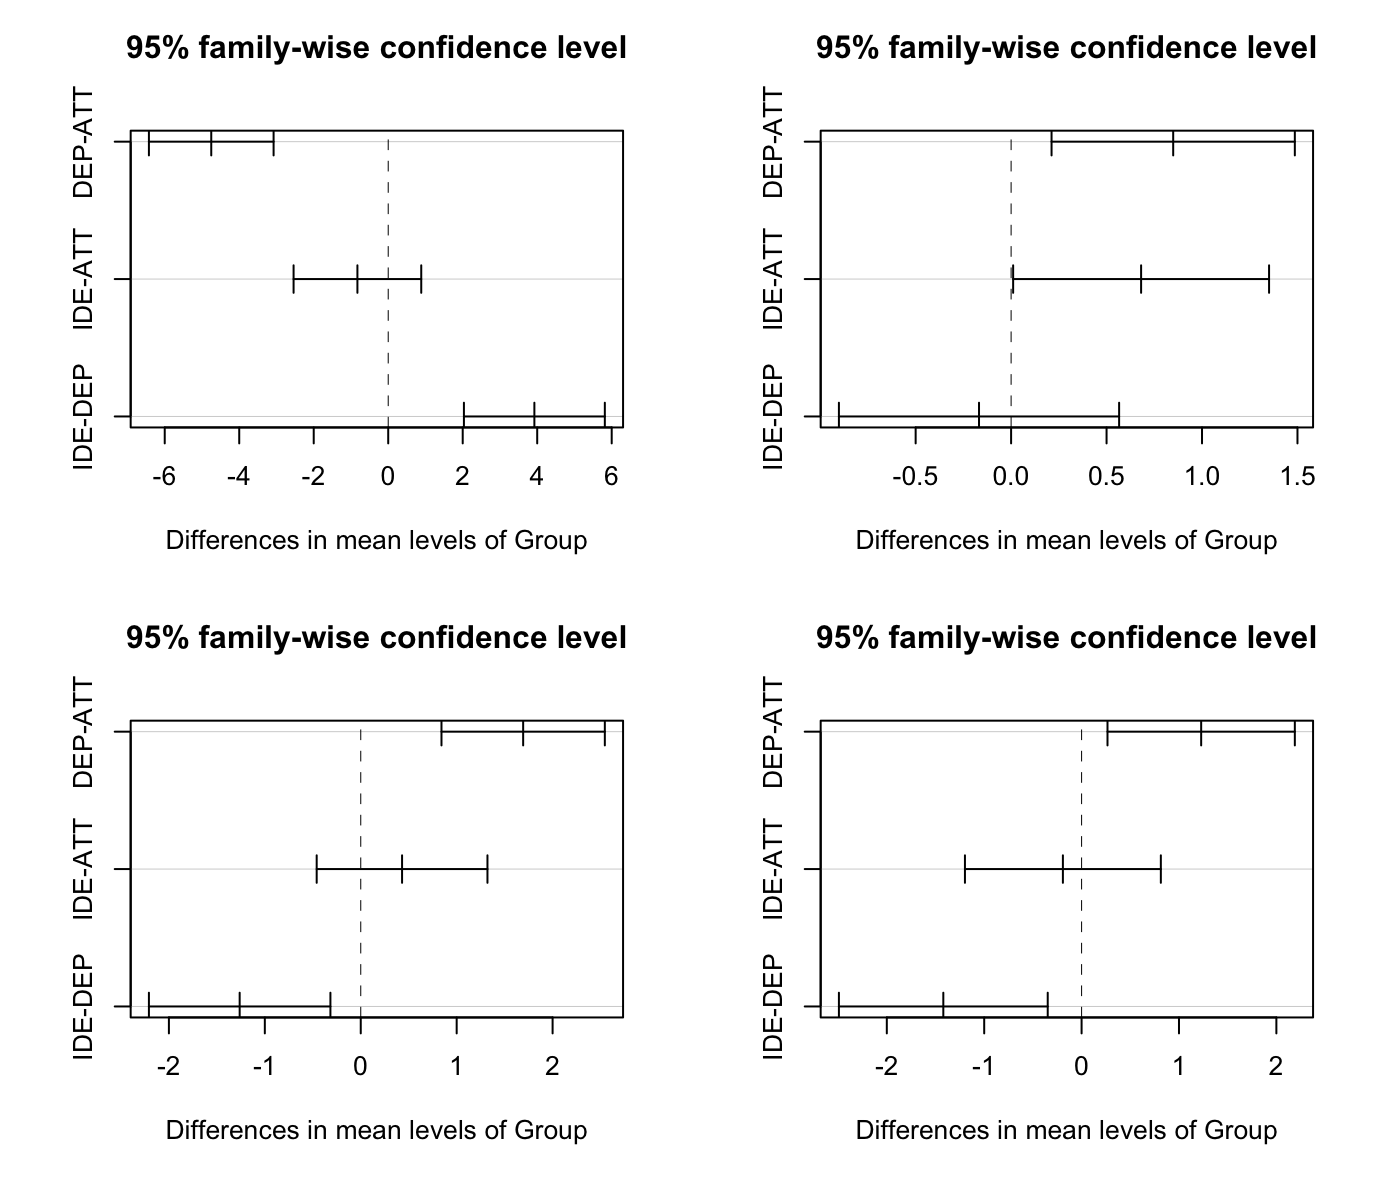 95% family-wise confidence level
DEP-ATT
IDE-ATT
IDE-DEP
-6 -4 -2 0 2 4 6
Differences in mean levels of Group
95% family-wise confidence level
DEP-ATT
IDE-ATT
IDE-DEP
-0.5 0.0 0.5 1.0 1.5
Differences in mean levels of Group
95% family-wise confidence level
DEP-ATT
IDE-ATT
IDE-DEP
-2 -1 0 1 2
Differences in mean levels of Group
95% family-wise confidence level
DEP-ATT
IDE-ATT
IDE-DEP
-2 -1 0 1 2
Differences in mean levels of Group